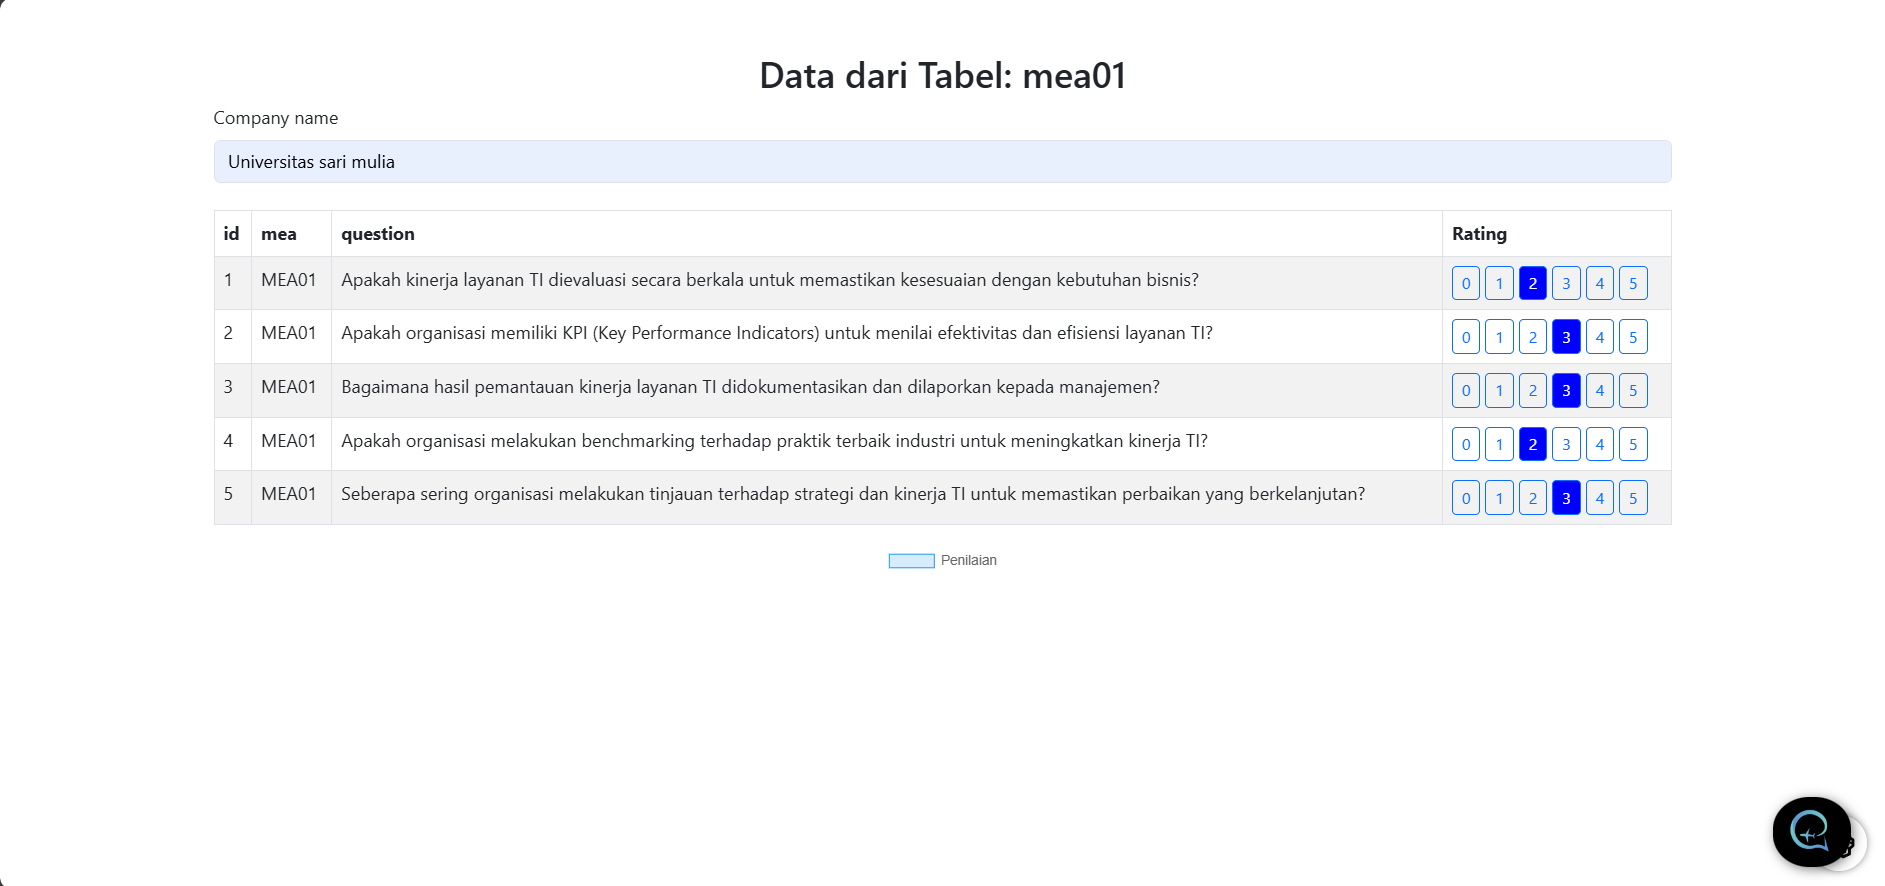 Data dari Tabel: mea01
Company name
Universitas sari mulia
id mea question Rating
1 MEA01 Apakah kinerja layanan TI dievaluasi secara berkala untuk memastikan kesesuaian dengan kebutuhan bisnis? 0 1 2 3 4 5
2 MEA01 Apakah organisasi memiliki KPI (Key Performance Indicators) untuk menilai efektivitas dan efisiensi layanan TI? 0 1 2 3 4 5
3 MEA01 Bagaimana hasil pemantauan kinerja layanan TI didokumentasikan dan dilaporkan kepada manajemen? 0 1 2 3 4 5
4 MEA01 Apakah organisasi melakukan benchmarking terhadap praktik terbaik industri untuk meningkatkan kinerja TI? 0 1 2 3 4 5
5 MEA01 Seberapa sering organisasi melakukan tinjauan terhadap strategi dan kinerja TI untuk memastikan perbaikan yang berkelanjutan? 0 1 2 3 4 5
Penilaian